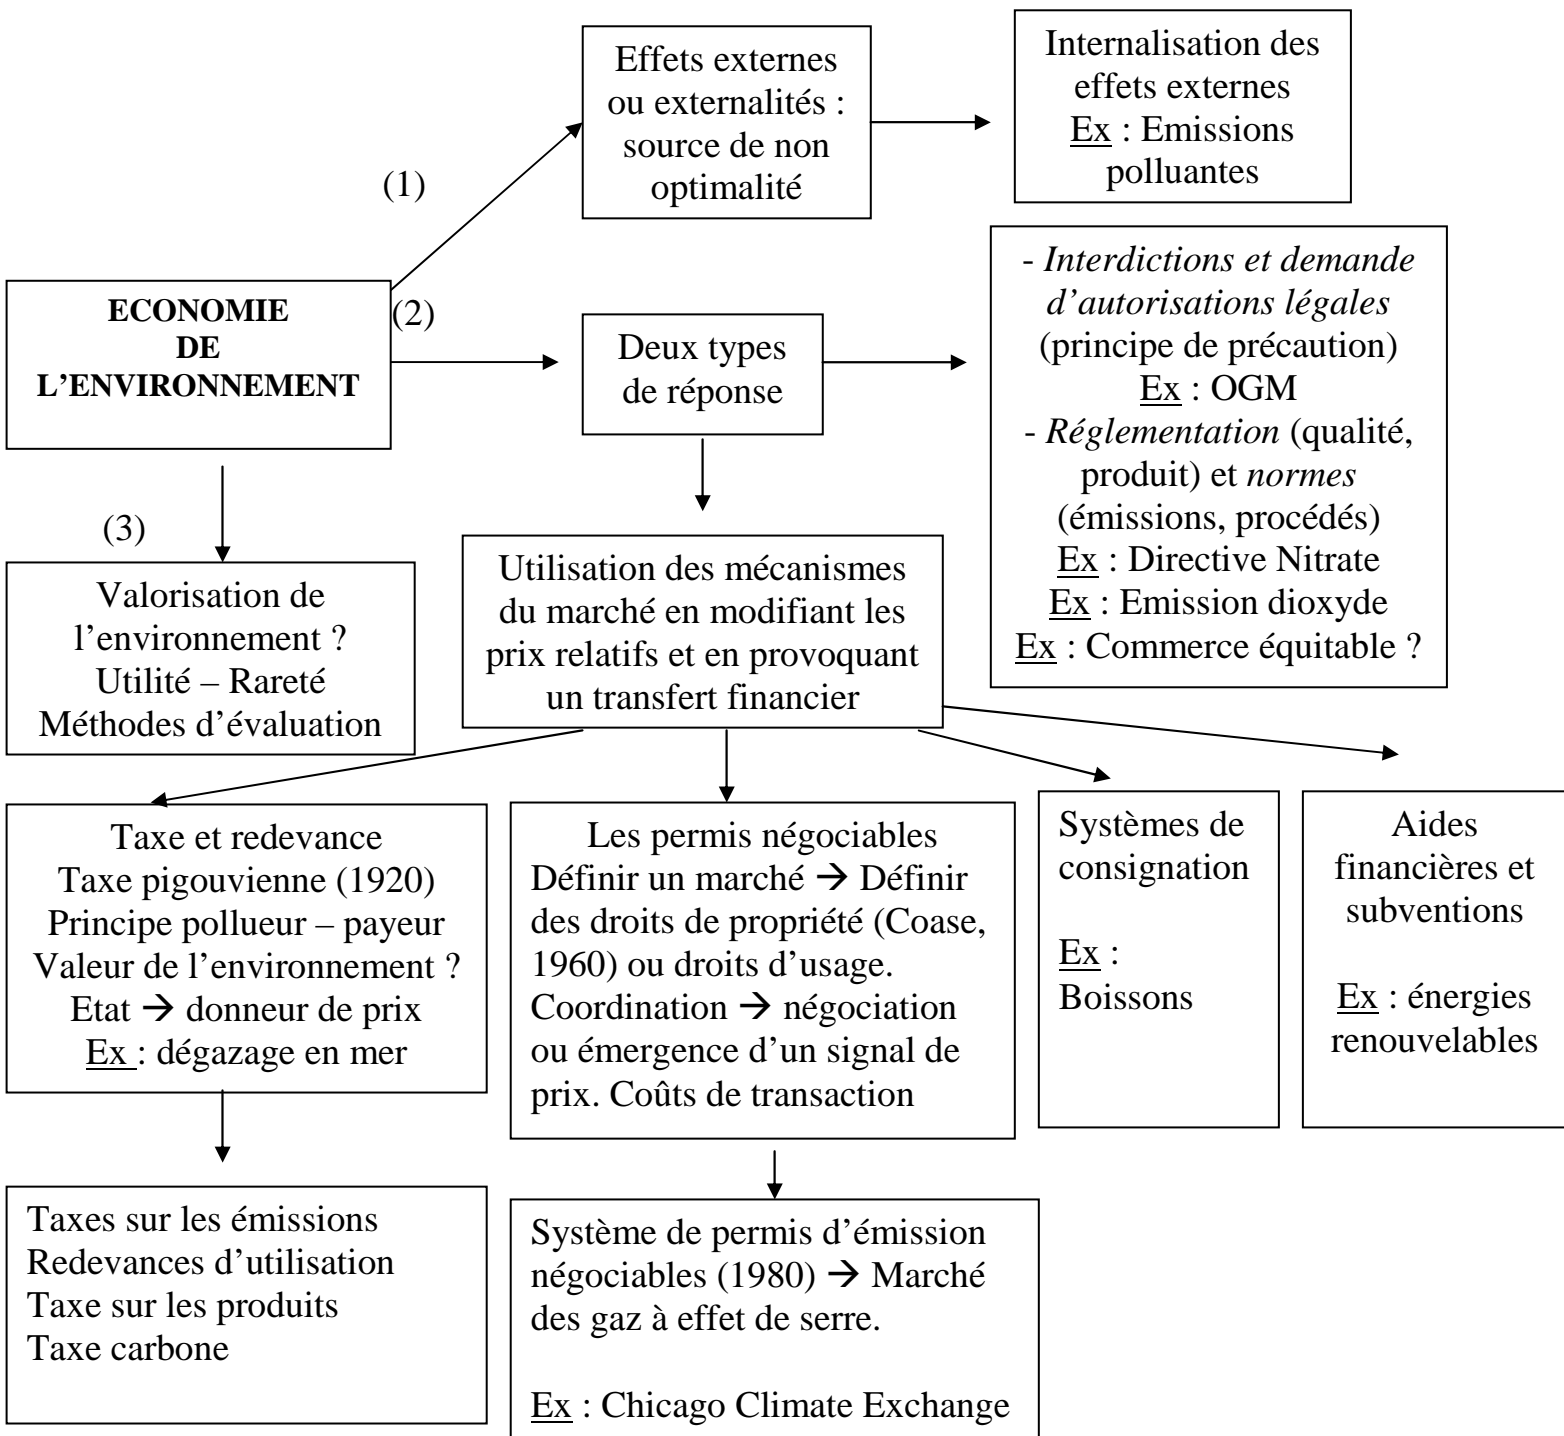 Effets externes
ou externalités :
source de non
optimalité
Internalisation des
effets externes
Ex : Emissions
polluantes
(1)
ECONOMIE
DE
L’ENVIRONNEMENT
(2)
Deux types
de réponse
- Interdictions et demande
d’autorisations légales
(principe de précaution)
Ex : OGM
- Réglementation (qualité,
produit) et normes
(émissions, procédés)
Ex : Directive Nitrate
Ex : Emission dioxyde
Ex : Commerce équitable ?
(3)
Valorisation de
l’environnement ?
Utilité – Rareté
Méthodes d’évaluation
Utilisation des mécanismes
du marché en modifiant les
prix relatifs et en provoquant
un transfert financier
Taxe et redevance
Taxe pigouvienne (1920)
Principe pollueur – payeur
Valeur de l’environnement ?
Etat → donneur de prix
Ex : dégazage en mer
Les permis négociables
Définir un marché → Définir
des droits de propriété (Coase,
1960) ou droits d’usage.
Coordination → négociation
ou émergence d’un signal de
prix. Coûts de transaction
Systèmes de
consignation
Ex :
Boissons
Aides
financières et
subventions
Ex : énergies
renouvelables
Taxes sur les émissions
Redevances d’utilisation
Taxe sur les produits
Taxe carbone
Système de permis d’émission
négociables (1980) → Marché
des gaz à effet de serre.
Ex : Chicago Climate Exchange